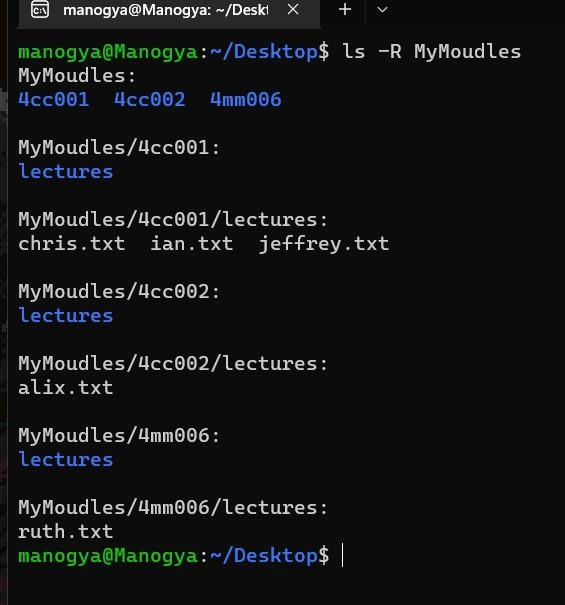 manogya@Manogya: ~/Deskt
manogya@Manogya:~/Desktop$ ls -R MyMoudles
MyMoudles:
4cc001  4cc002  4mm006

MyMoudles/4cc001:
lectures

MyMoudles/4cc001/lectures:
chris.txt  ian.txt  jeffrey.txt

MyMoudles/4cc002:
lectures

MyMoudles/4cc002/lectures:
alix.txt

MyMoudles/4mm006:
lectures

MyMoudles/4mm006/lectures:
ruth.txt
manogya@Manogya:~/Desktop$